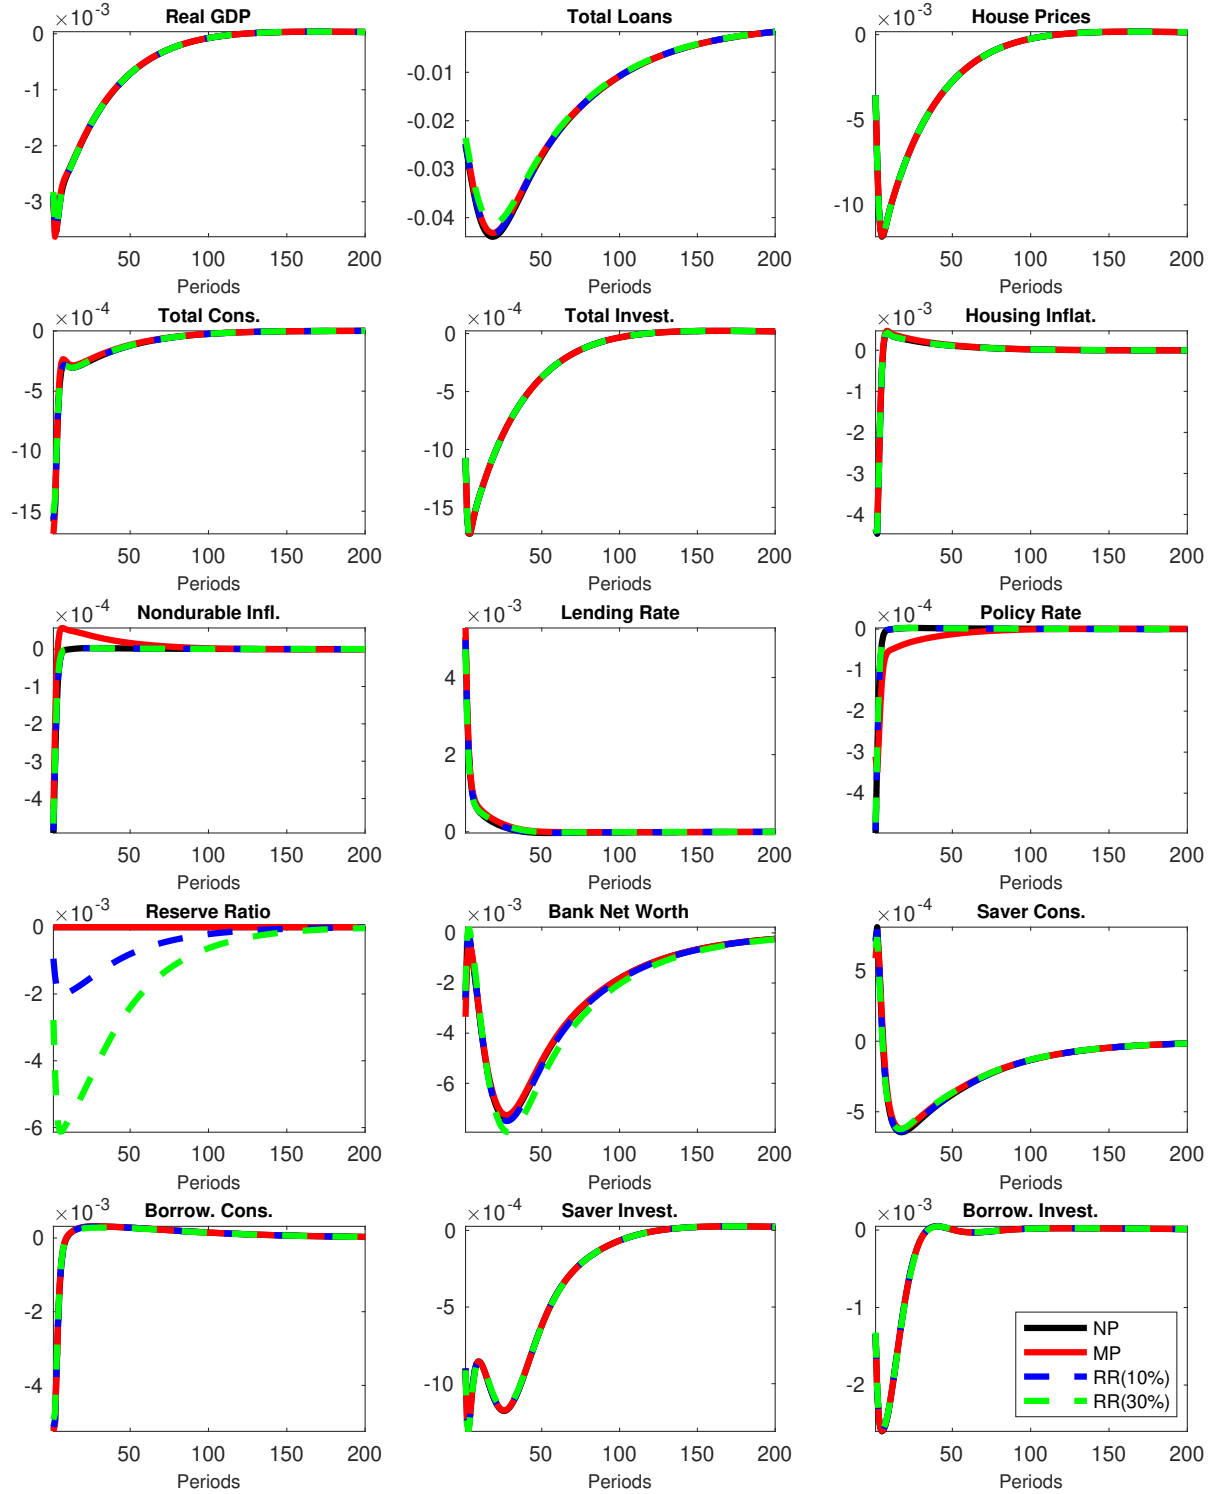 Real GDP
×10-3
0
-1
-2
-3
50 100 150 200
Periods
Total Loans
-0.01
-0.02
-0.03
-0.04
50 100 150 200
Periods
House Prices
×10-3
0
-5
-10
50 100 150 200
Periods
Total Cons.
×10-4
0
-5
-10
-15
50 100 150 200
Periods
Total Invest.
×10-4
0
-5
-10
-15
50 100 150 200
Periods
Housing Inflat.
×10-3
0
-1
-2
-3
-4
50 100 150 200
Periods
Nondurable Infl.
×10-4
0
-1
-2
-3
-4
50 100 150 200
Periods
Lending Rate
×10-3
4
2
0
50 100 150 200
Periods
Policy Rate
×10-4
0
-1
-2
-3
-4
50 100 150 200
Periods
Reserve Ratio
×10-3
0
-2
-4
-6
50 100 150 200
Periods
Bank Net Worth
×10-3
0
-2
-4
-6
50 100 150 200
Periods
Saver Cons.
×10-4
5
0
-5
50 100 150 200
Periods
Borrow. Cons.
×10-3
0
-2
-4
50 100 150 200
Periods
Saver Invest.
×10-4
0
-5
-10
50 100 150 200
Periods
Borrow. Invest.
×10-3
0
-1
-2
50 100 150 200
Periods
NP
MP
RR(10%)
RR(30%)